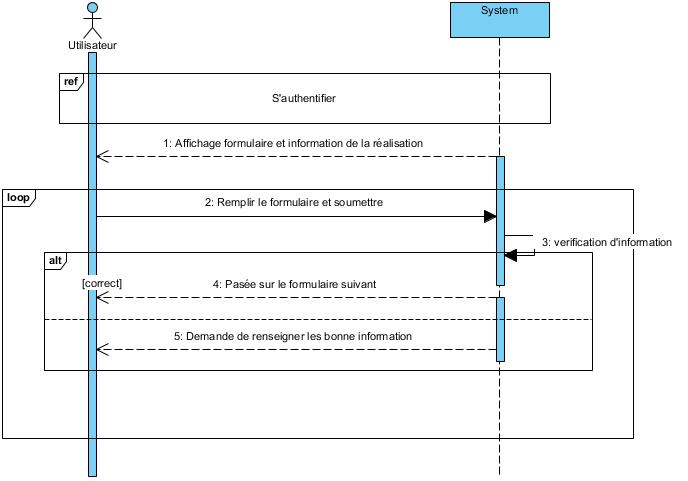 System
Utilisateur
ref
S'authentifier
1: Affichage formulaire et information de la réalisation
loop
2: Remplir le formulaire et soumettre
3: verification d'information
alt
[correct]
4: Pasée sur le formulaire suivant
5: Demande de renseigner les bonne information